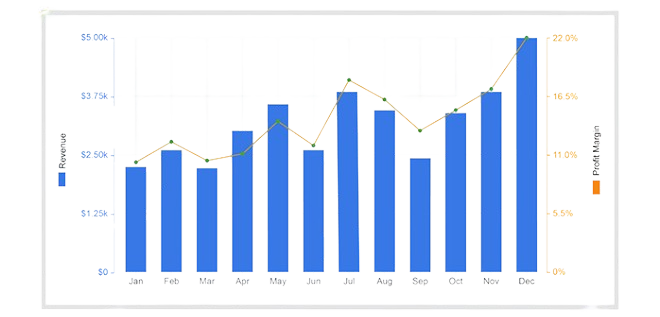 $5.00k
$3.75k
$2.50k
$1.25k
$0
Revenue
22.0%
16.5%
11.0%
5.5%
0%
Profit Margin
Jan Feb Mar Apr May Jun Jul Aug Sep Oct Nov Dec